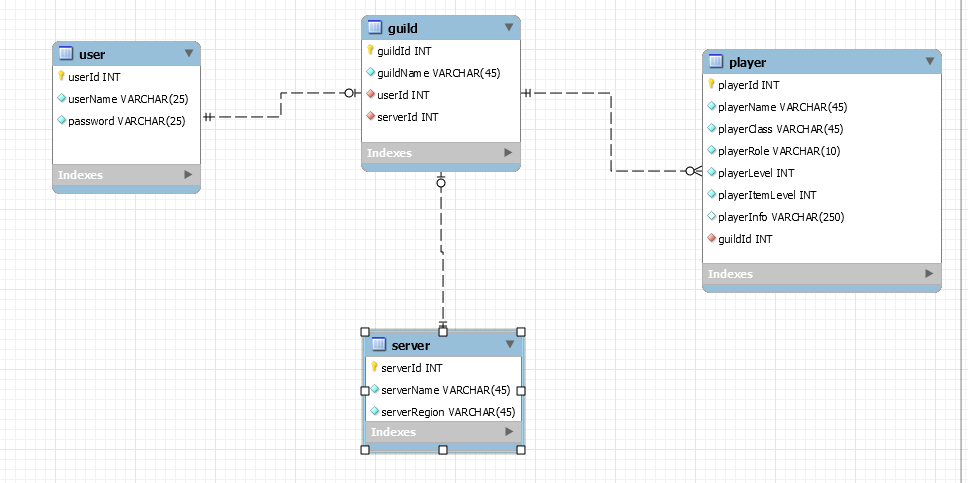 user
userId INT
userName VARCHAR(25)
password VARCHAR(25)
Indexes
guild
guildId INT
guildName VARCHAR(45)
userId INT
serverId INT
Indexes
player
playerId INT
playerName VARCHAR(45)
playerClass VARCHAR(45)
playerRole VARCHAR(10)
playerLevel INT
playerItemLevel INT
playerInfo VARCHAR(250)
guildId INT
Indexes
server
serverId INT
serverName VARCHAR(45)
serverRegion VARCHAR(45)
Indexes